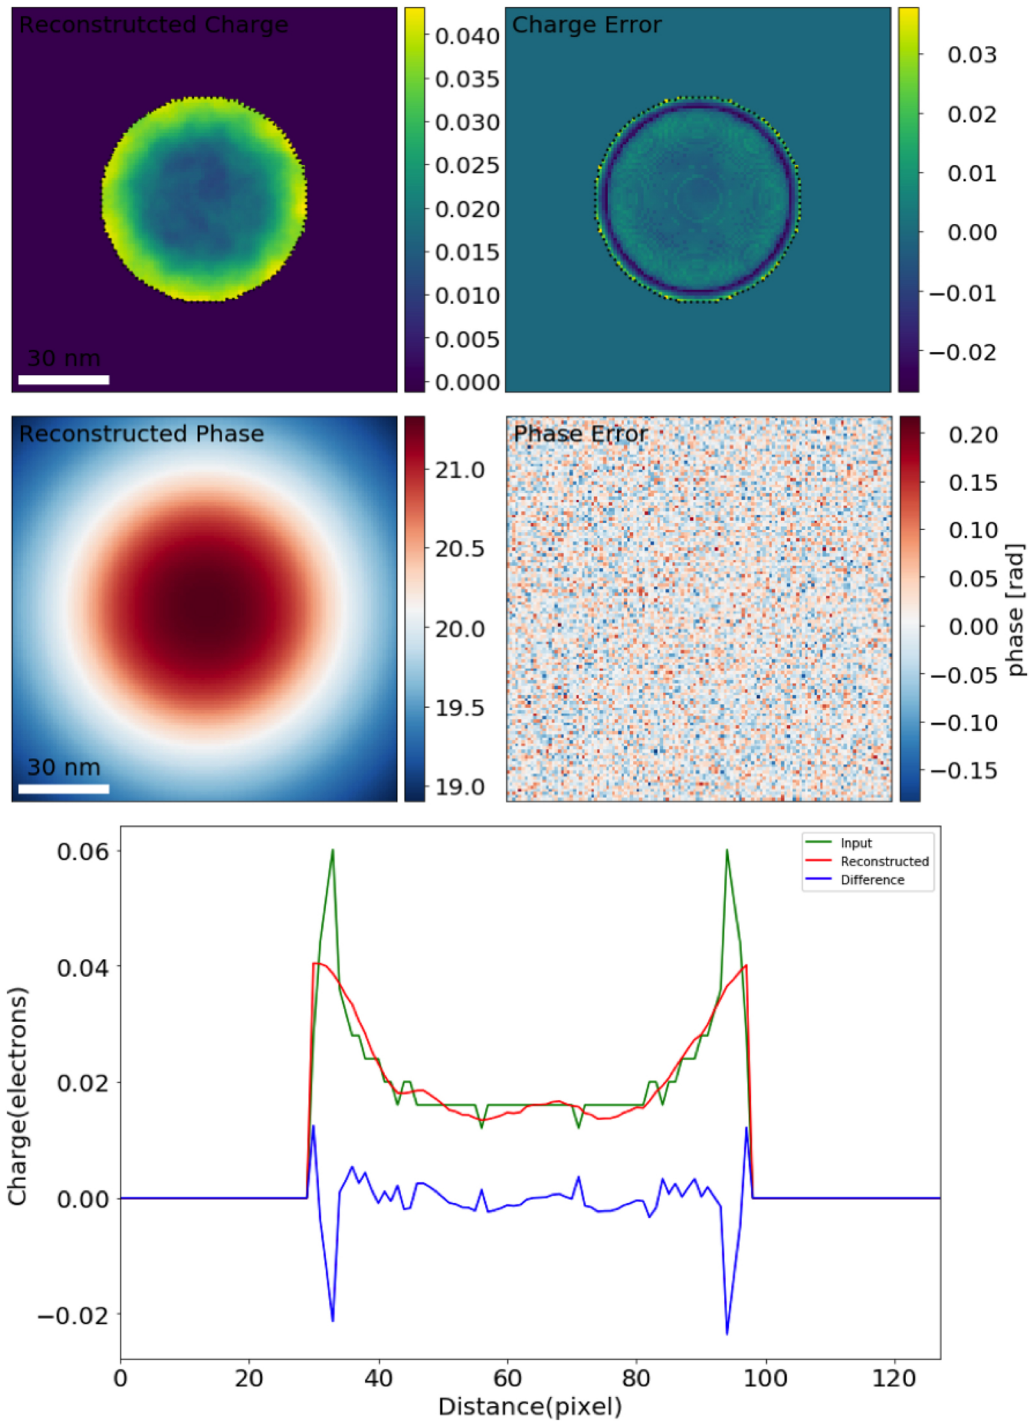 Reconstrutcted Charge
30 nm
0.040
0.035
0.030
0.025
0.020
0.015
0.010
0.005
0.000
Charge Error
0.03
0.02
0.01
0.00
−0.01
−0.02
Reconstructed Phase
30 nm
21.0
20.5
20.0
19.5
19.0
Phase Error
0.20
0.15
0.10
0.05
0.00
−0.05
−0.10
−0.15
phase [rad]
Input
Reconstructed
Difference
Charge(electrons)
0.06
0.04
0.02
0.00
−0.02
0 20 40 60 80 100 120
Distance(pixel)